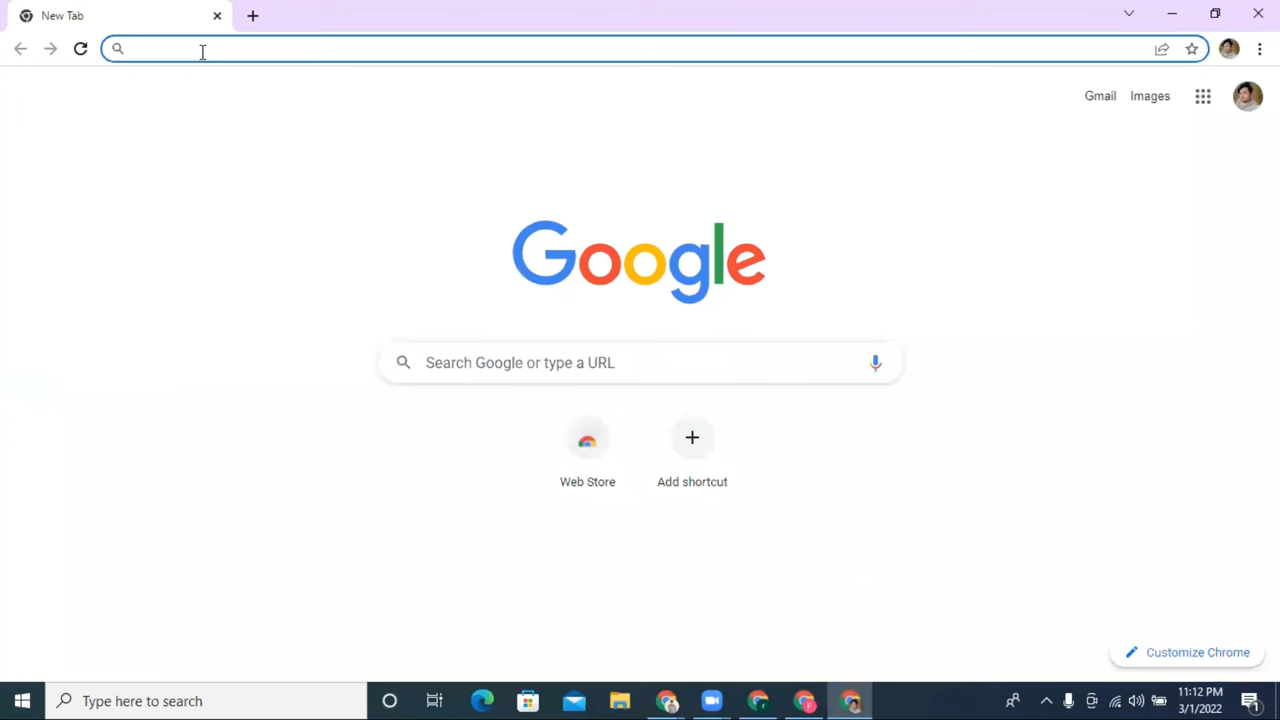 New Tab
Gmail
Images
Google
Search Google or type a URL
Web Store
Add shortcut
Customize Chrome
Type here to search
11:12 PM
3/1/2022
1